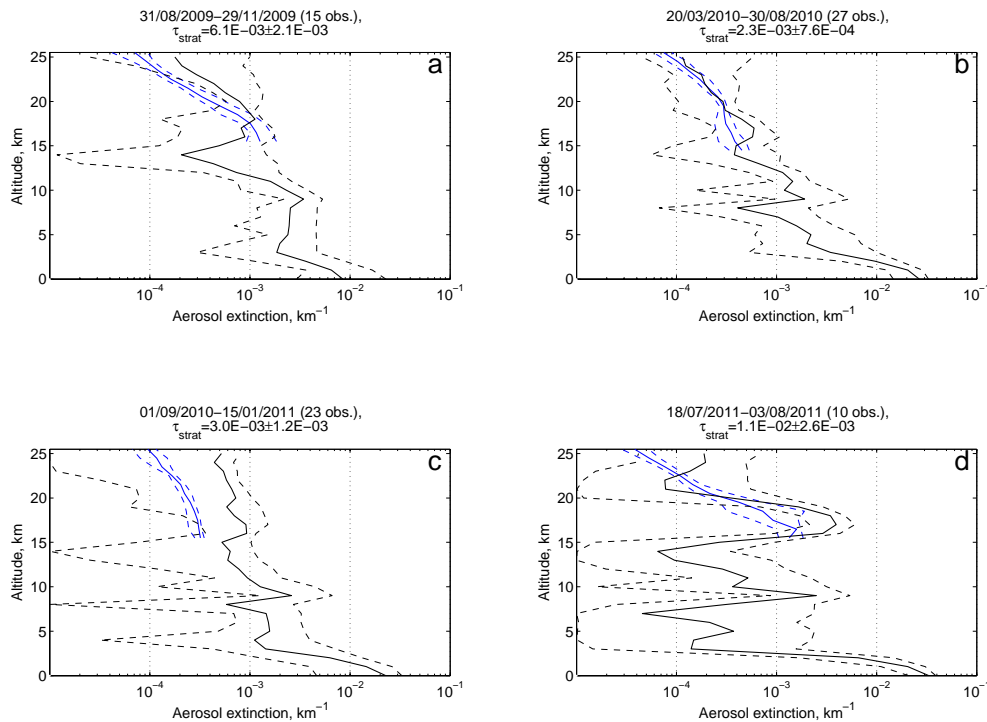 31/08/2009−29/11/2009 (15 obs.),
τstrat=6.1E−03±2.1E−03
a
25
20
15
10
5
0
Altitude, km
10−4 10−3 10−2 10−1
Aerosol extinction, km−1
20/03/2010−30/08/2010 (27 obs.),
τstrat=2.3E−03±7.6E−04
b
25
20
15
10
5
0
Altitude, km
10−4 10−3 10−2 10−1
Aerosol extinction, km−1
01/09/2010−15/01/2011 (23 obs.),
τstrat=3.0E−03±1.2E−03
c
25
20
15
10
5
0
Altitude, km
10−4 10−3 10−2 10−1
Aerosol extinction, km−1
18/07/2011−03/08/2011 (10 obs.),
τstrat=1.1E−02±2.6E−03
d
25
20
15
10
5
0
Altitude, km
10−4 10−3 10−2 10−1
Aerosol extinction, km−1